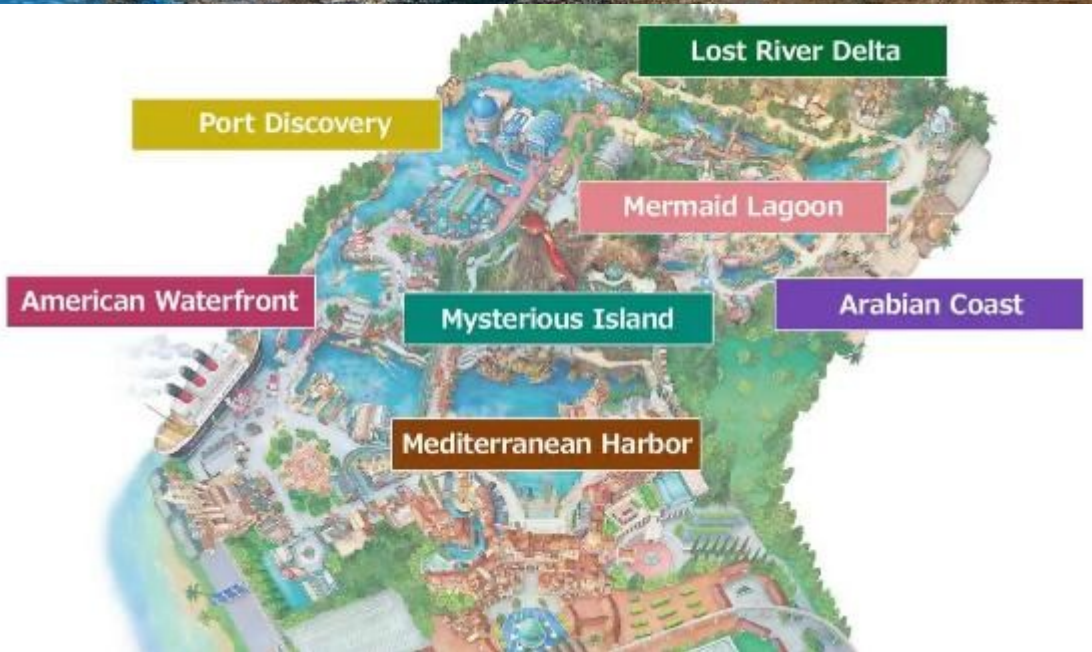 Lost River Delta
Port Discovery
Mermaid Lagoon
American Waterfront
Mysterious Island
Arabian Coast
Mediterranean Harbor